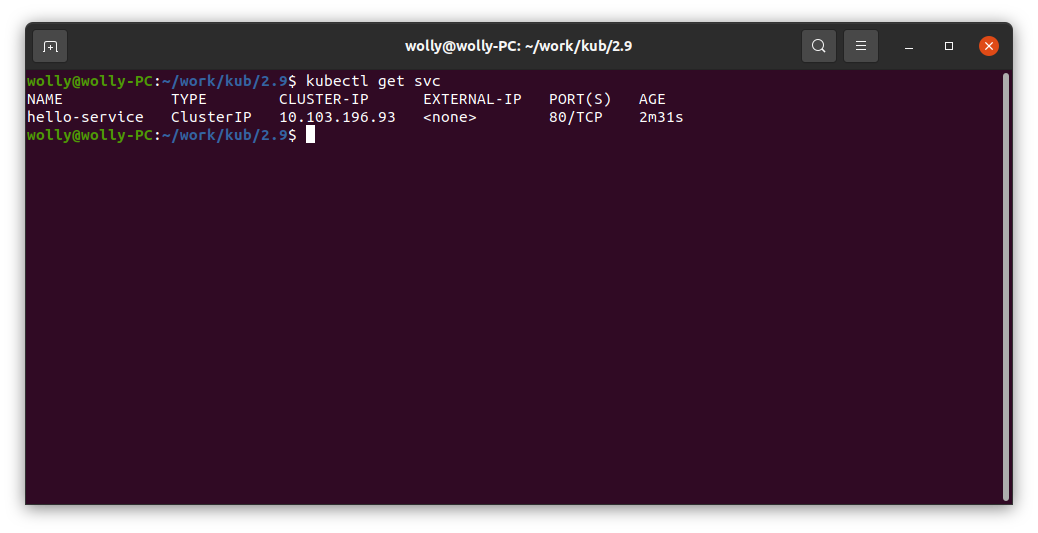 wolly@wolly-PC: ~/work/kub/2.9
wolly@wolly-PC:~/work/kub/2.9$ kubectl get svc
NAME            TYPE        CLUSTER-IP      EXTERNAL-IP   PORT(S)   AGE
hello-service   ClusterIP   10.103.196.93   <none>        80/TCP    2m31s
wolly@wolly-PC:~/work/kub/2.9$